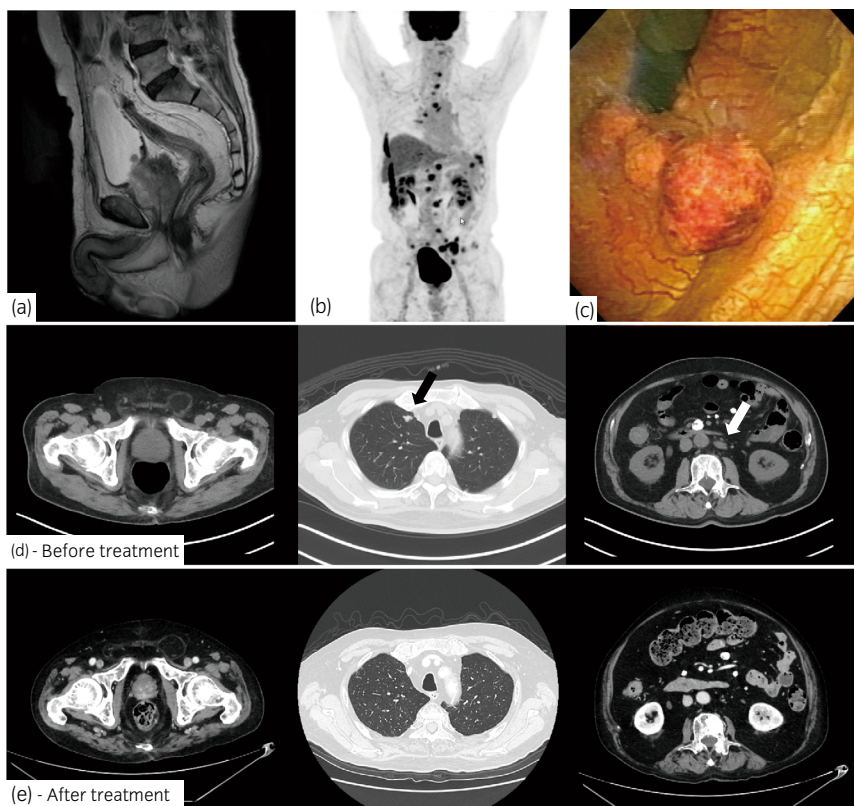 (a)
(b)
(c)
(d) - Before treatment
(e) - After treatment